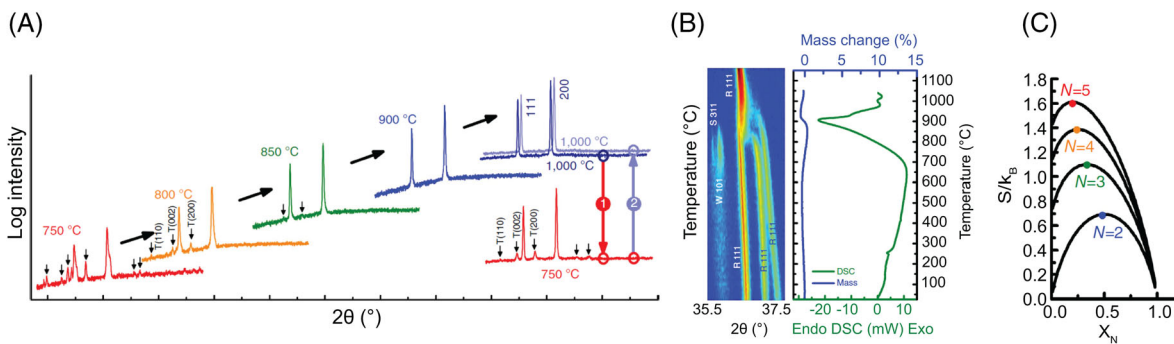 (A)
Log intensity
2θ (°)
750 °C
T(110)
T(002)
T(200)
800 °C
850 °C
900 °C
111
200
1,000 °C
1,000 °C
1
2
T(110)
T(002)
T(200)
750 °C
(B)
Mass change (%)
0 5 10 15
Temperature (°C)
S 311
R 111
W 101
R 111
R 111
R 111
35.5 37.5
2θ (°)
1100
1000
900
800
700
600
500
400
300
200
100
Temperature (°C)
DSC
Mass
-20 -10 0 10
Endo DSC (mW) Exo
(C)
S/kB
1.8
1.6
1.4
1.2
1.0
0.8
0.6
0.4
0.2
0.0
N=5
N=4
N=3
N=2
0.0 0.5 1.0
XN